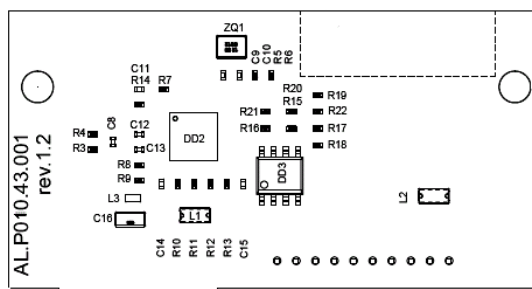 ZQ1
C9
C10
R5
R6
C11
R14
R7
R20
R19
R21
R15
R22
R16
R17
R18
R4
R3
C8
C12
C13
DD2
R8
R9
DD3
L3
C16
L1
L2
C14
R10
R11
R12
R13
C15
AL.P010.43.001
rev.1.2